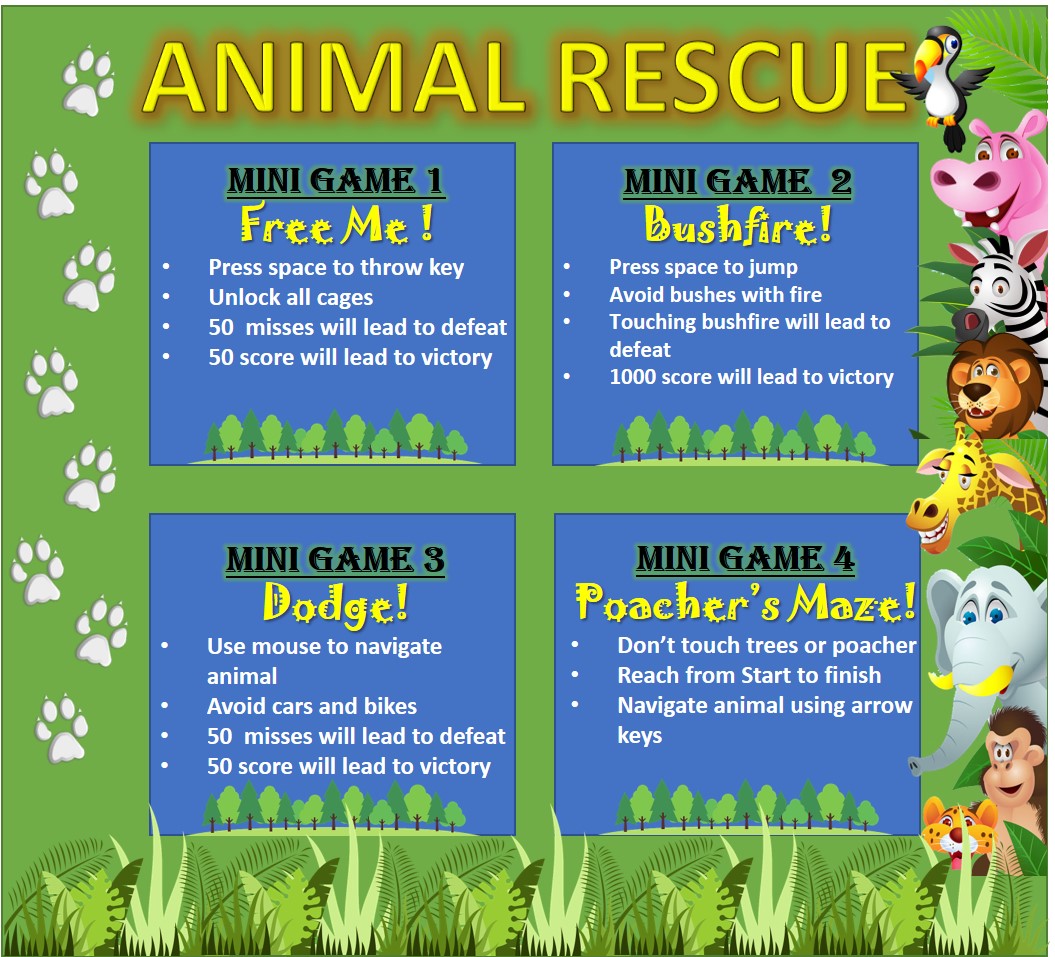 ANIMAL RESCUE
MINI GAME 1
Free Me !
• Press space to throw key
• Unlock all cages
• 50  misses will lead to defeat
• 50 score will lead to victory
MINI GAME  2
Bushfire!
• Press space to jump
• Avoid bushes with fire
• Touching bushfire will lead to
defeat
• 1000 score will lead to victory
MINI GAME 3
Dodge!
• Use mouse to navigate
animal
• Avoid cars and bikes
• 50  misses will lead to defeat
• 50 score will lead to victory
MINI GAME 4
Poacher's Maze!
• Don't touch trees or poacher
• Reach from Start to finish
• Navigate animal using arrow
keys